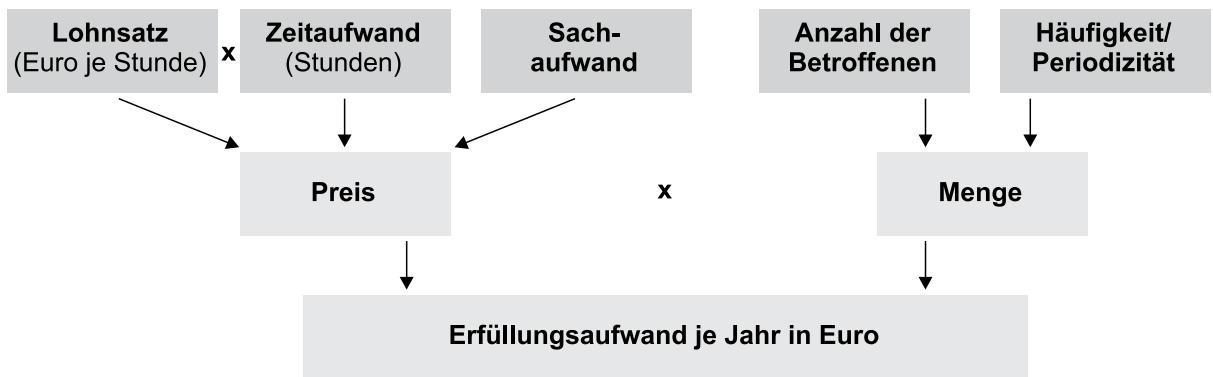 Lohnsatz
(Euro je Stunde)
x
Zeitaufwand
(Stunden)
Sach-
aufwand
Anzahl der
Betroffenen
Häufigkeit/
Periodizität
Preis
x
Menge
Erfüllungsaufwand je Jahr in Euro